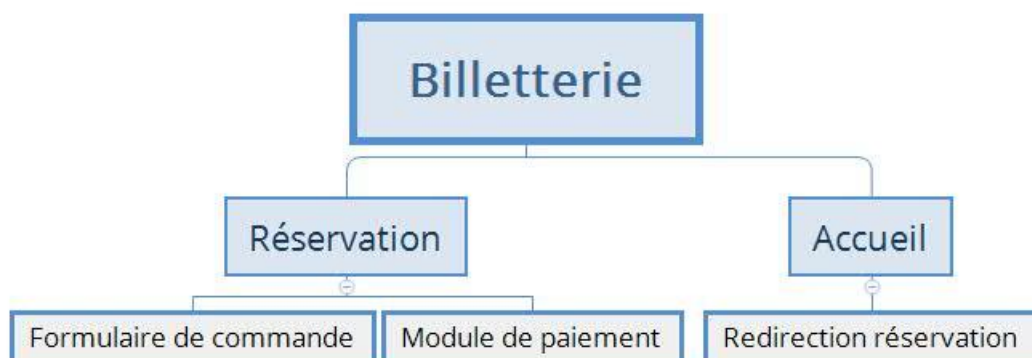 Billetterie
Réservation
Accueil
Formulaire de commande
Module de paiement
Redirection réservation